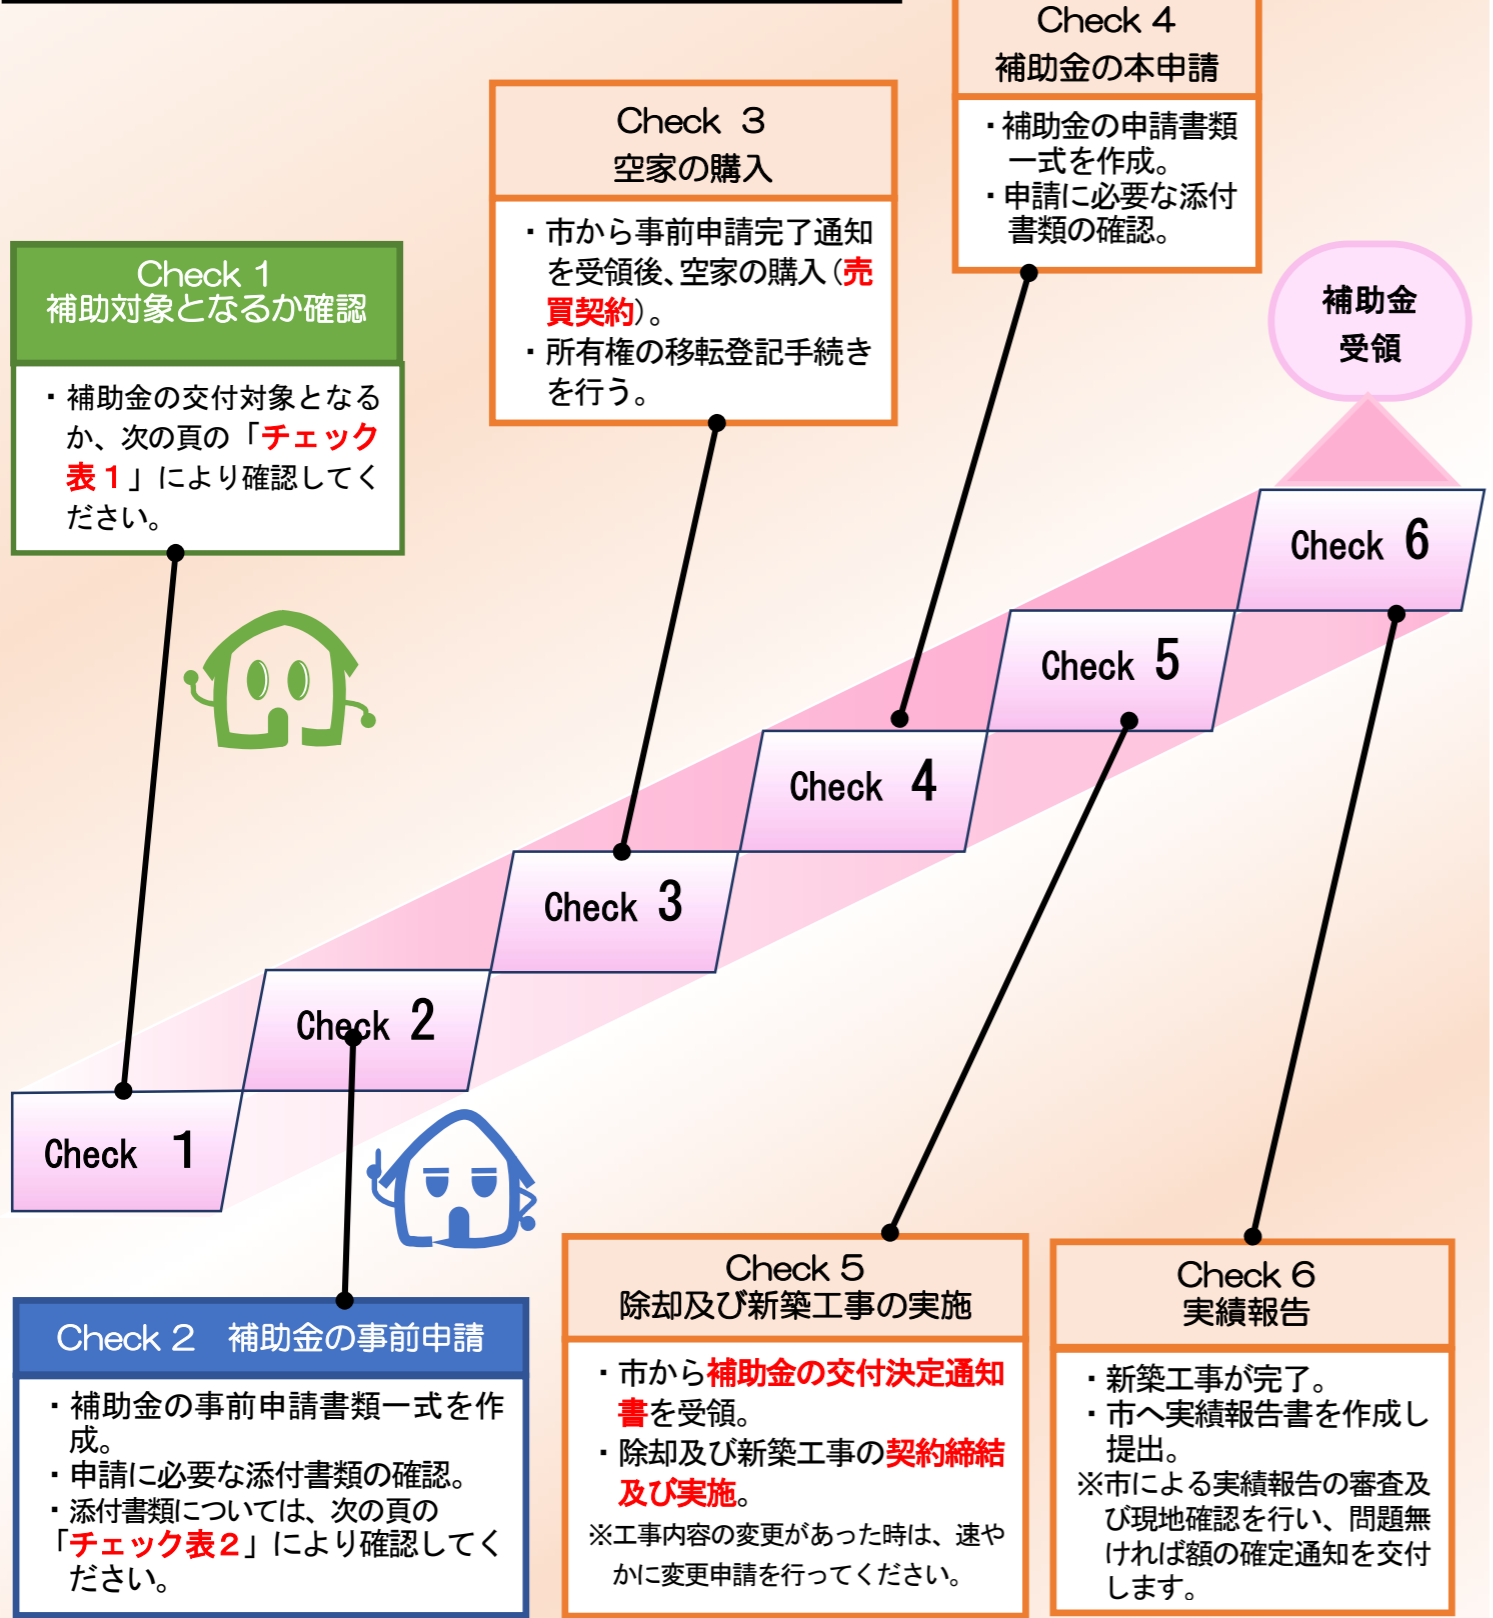 Check 4
補助金の本申請
・補助金の申請書類
一式を作成。
・申請に必要な添付
書類の確認。
Check 3
空家の購入
・市から事前申請完了通知
を受領後、空家の購入（売
買契約）。
・所有権の移転登記手続き
を行う。
Check 1
補助対象となるか確認
・補助金の交付対象となる
か、次の頁の「チェック
表１」により確認してく
ださい。
補助金
受領
Check 6
Check 5
Check 4
Check 3
Check 2
Check 1
Check 2　補助金の事前申請
・補助金の事前申請書類一式を作
成。
・申請に必要な添付書類の確認。
・添付書類については、次の頁の
「チェック表２」により確認してく
ださい。
Check 5
除却及び新築工事の実施
・市から補助金の交付決定通知
書を受領。
・除却及び新築工事の契約締結
及び実施。
※工事内容の変更があった時は、速や
かに変更申請を行ってください。
Check 6
実績報告
・新築工事が完了。
・市へ実績報告書を作成し
提出。
※市による実績報告の審査及
び現地確認を行い、問題無
ければ額の確定通知を交付
します。